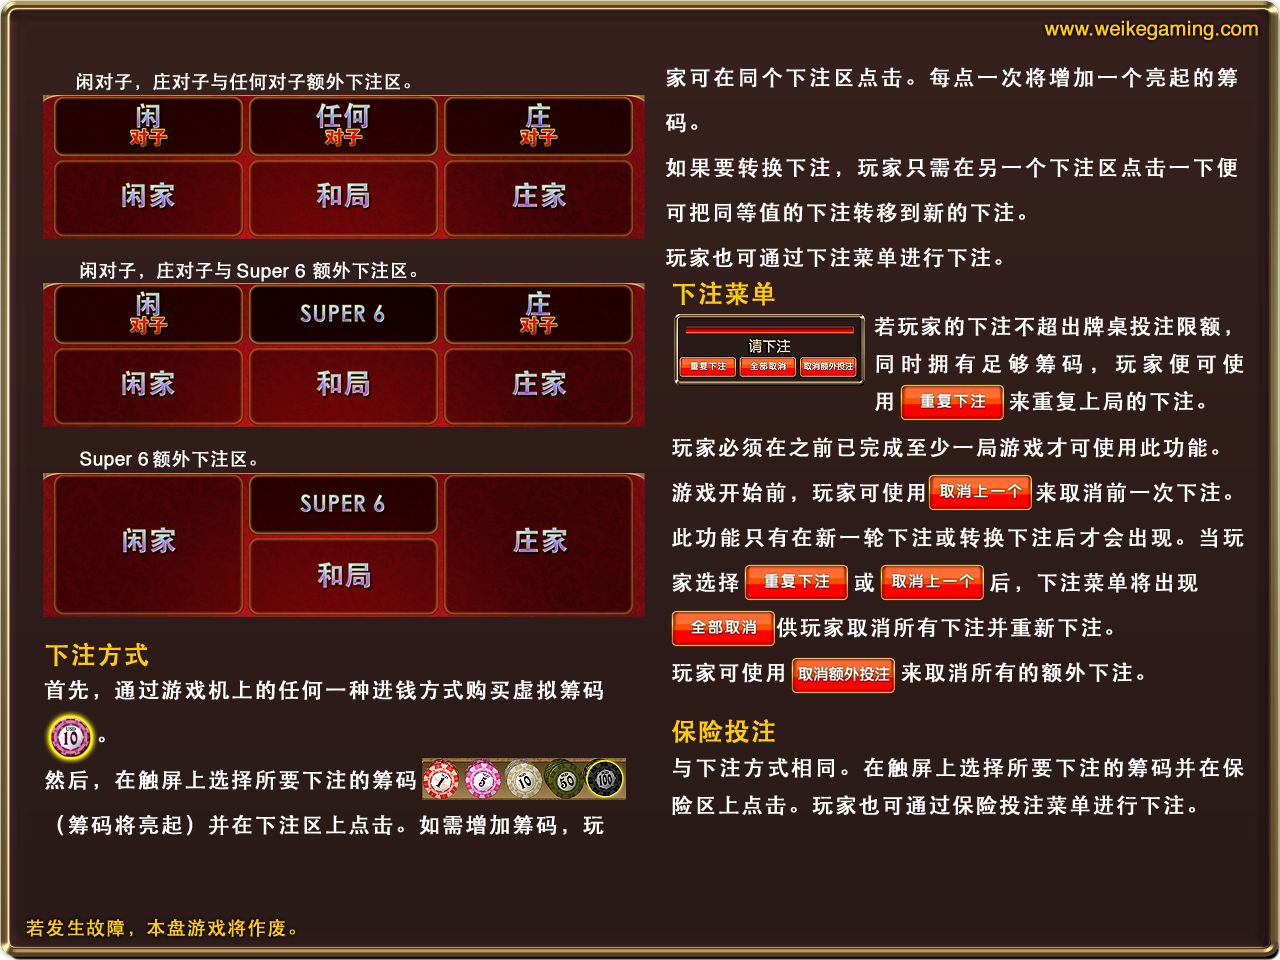 www.weikegaming.com
闲对子，庄对子与任何对子额外下注区。
闲 任何 庄
对子 对子 对子
闲家 和局 庄家
闲对子，庄对子与Super 6 额外下注区。
闲 SUPER 6 庄
对子 对子
闲家 和局 庄家
Super 6额外下注区。
SUPER 6
闲家 庄家
和局
下注方式
首先，通过游戏机上的任何一种进钱方式购买虚拟筹码
10 。
然后，在触屏上选择所要下注的筹码 1 5 10 50 100
（筹码将亮起）并在下注区上点击。如需增加筹码，玩
家可在同个下注区点击。每点一次将增加一个亮起的筹
码。
如果要转换下注，玩家只需在另一个下注区点击一下便
可把同等值的下注转移到新的下注。
玩家也可通过下注菜单进行下注。
下注菜单
请下注
重复下注 全部取消 取消额外投注
若玩家的下注不超出牌桌投注限额，
同时拥有足够筹码，玩家便可使
用 重复下注 来重复上局的下注。
玩家必须在之前已完成至少一局游戏才可使用此功能。
游戏开始前，玩家可使用 取消上一个 来取消前一次下注。
此功能只有在新一轮下注或转换下注后才会出现。当玩
家选择 重复下注 或 取消上一个 后，下注菜单将出现
全部取消 供玩家取消所有下注并重新下注。
玩家可使用 取消额外投注 来取消所有的额外下注。
保险投注
与下注方式相同。在触屏上选择所要下注的筹码并在保
险区上点击。玩家也可通过保险投注菜单进行下注。
若发生故障，本盘游戏将作废。